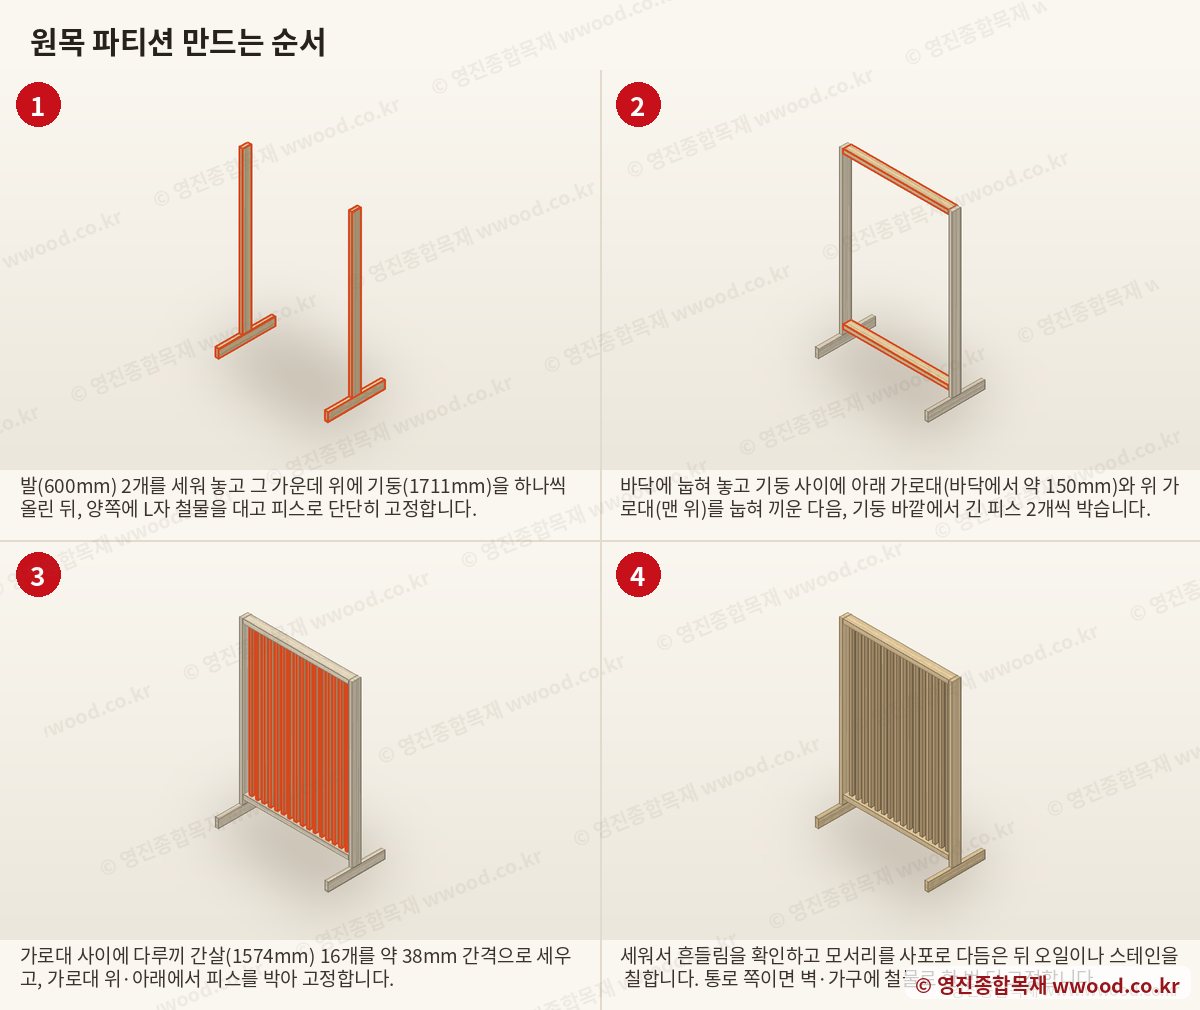 원목 파티션 만드는 순서
1
발(600mm) 2개를 세워 놓고 그 가운데 위에 기둥(1711mm)을 하나씩
올린 뒤, 양쪽에 L자 철물을 대고 피스로 단단히 고정합니다.
2
바닥에 눕혀 놓고 기둥 사이에 아래 가로대(바닥에서 약 150mm)와 위 가
로대(맨 위)를 눕혀 끼운 다음, 기둥 바깥에서 긴 피스 2개씩 박습니다.
3
가로대 사이에 다루끼 간살(1574mm) 16개를 약 38mm 간격으로 세우
고, 가로대 위·아래에서 피스를 박아 고정합니다.
4
세워서 흔들림을 확인하고 모서리를 사포로 다듬은 뒤 오일이나 스테인을
칠합니다. 통로 쪽이면 벽·가구에 철물로 한 번 더 고정합니다.
© 영진종합목재 wwood.co.kr